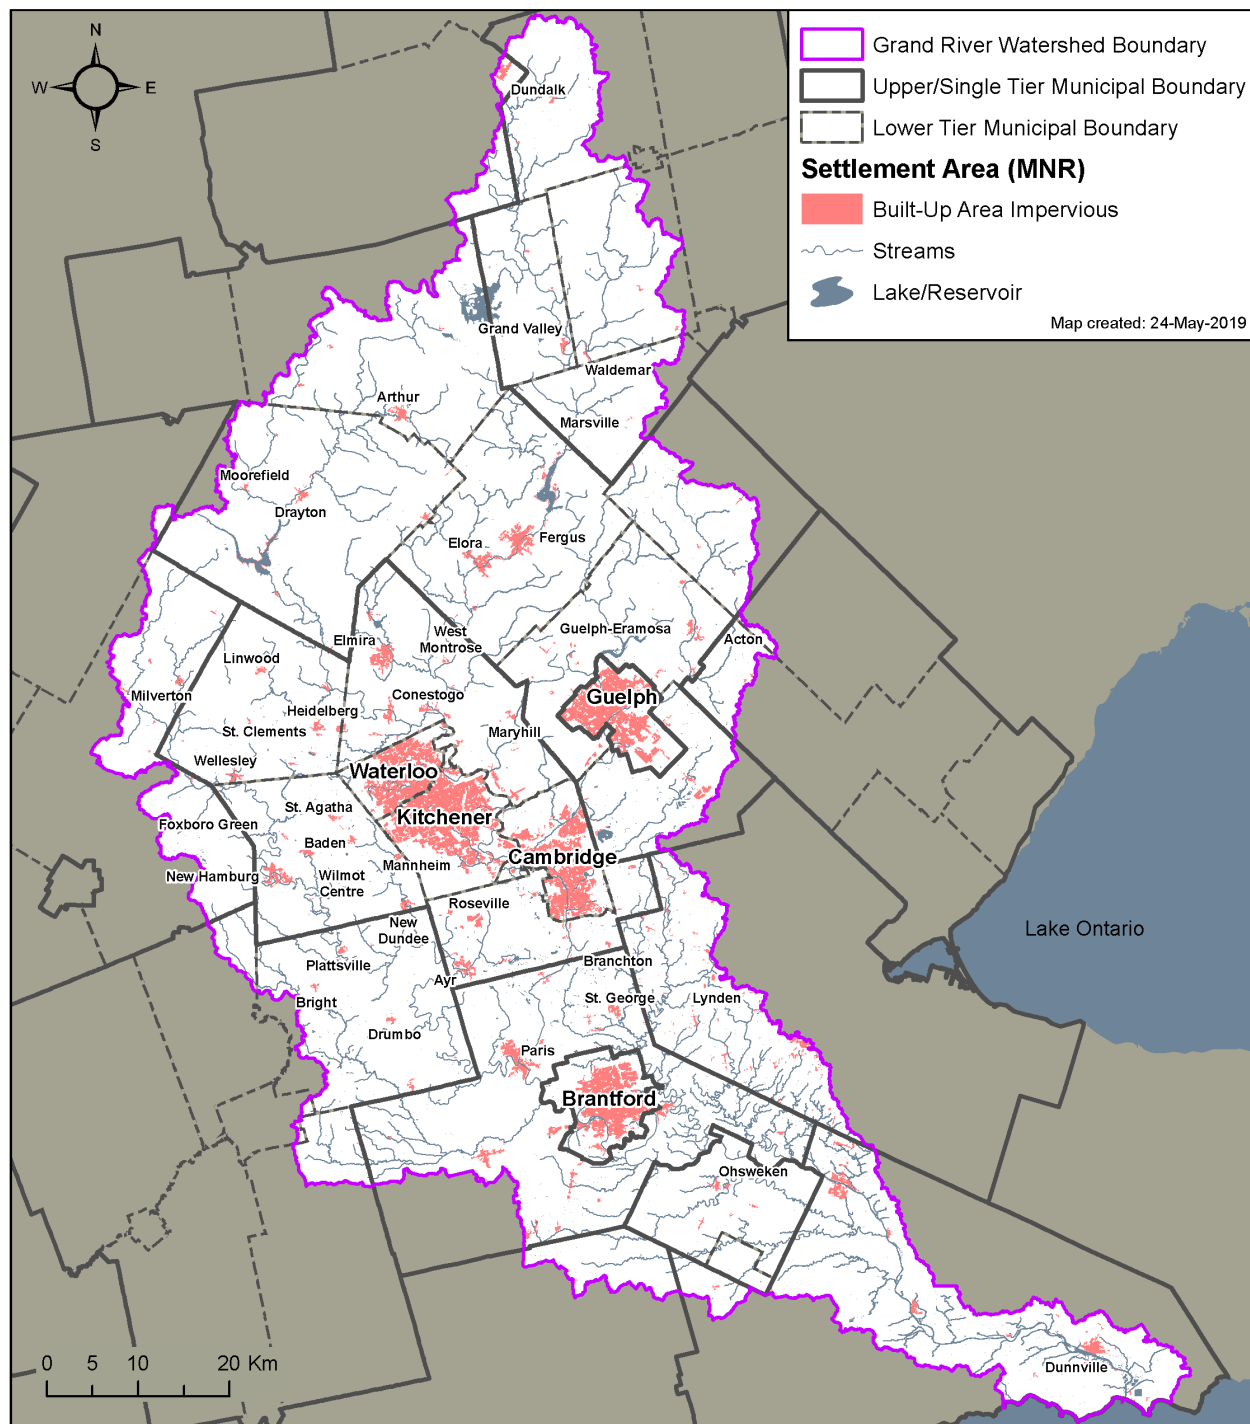 N
W
E
S
Grand River Watershed Boundary
Upper/Single Tier Municipal Boundary
Lower Tier Municipal Boundary
Settlement Area (MNR)
Built-Up Area Impervious
Streams
Lake/Reservoir
Map created: 24-May-2019
Dundalk
Grand Valley
Waldemar
Arthur
Marsville
Moorefield
Drayton
Elora
Fergus
Guelph-Eramosa
Acton
Elmira
West
Montrose
Linwood
Milverton
Conestogo
Guelph
Heidelberg
St. Clements
Maryhill
Wellesley
Waterloo
St. Agatha
Kitchener
Foxboro Green
Baden
Mannheim
Cambridge
New Hamburg
Wilmot
Centre
Roseville
New
Dundee
Lake Ontario
Plattsville
Branchton
Ayr
Bright
St. George
Lynden
Drumbo
Paris
Brantford
Ohsweken
Dunnville
0 5 10 20 Km